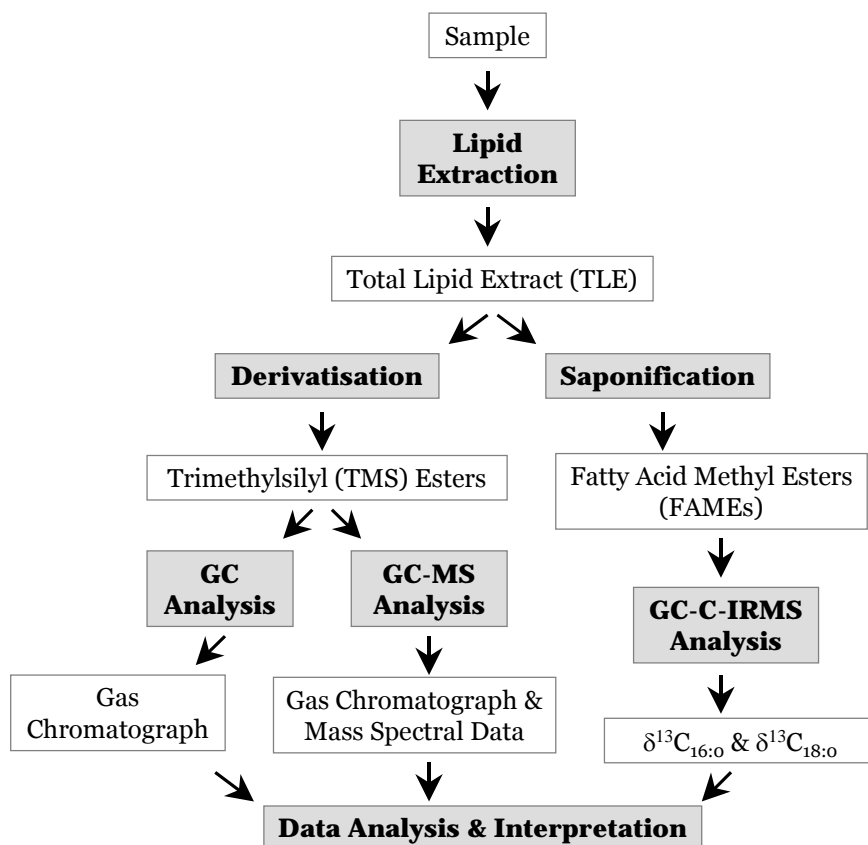 Sample
Lipid
Extraction
Total Lipid Extract (TLE)
Derivatisation
Saponification
Trimethylsilyl (TMS) Esters
Fatty Acid Methyl Esters
(FAMEs)
GC
Analysis
GC-MS
Analysis
GC-C-IRMS
Analysis
Gas
Chromatograph
Gas Chromatograph &
Mass Spectral Data
δ¹³C₁₆:₀ & δ¹³C₁₈:₀
Data Analysis & Interpretation